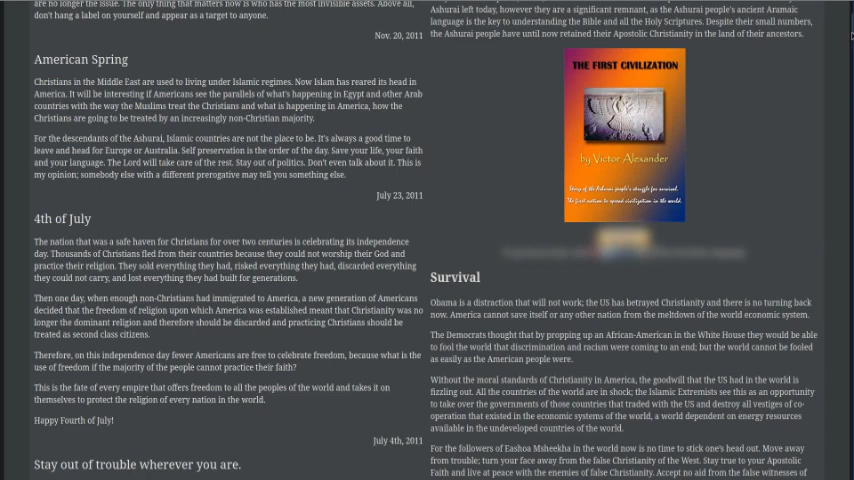 are no longer the issue. The only thing that matters now is who has the most invisible assets. Above all,
don't hang a label on yourself and appear as a target to anyone.
Nov. 20, 2011
American Spring
Christians in the Middle East are used to living under Islamic regimes. Now Islam has reared its head in
America. It will be interesting if Americans see the parallels of what's happening in Egypt and other Arab
countries with the way the Muslims treat the Christians and what is happening in America, how the
Christians are going to be treated by an increasingly non-Christian majority.
For the descendants of the Ashurai, Islamic countries are not the place to be. It's always a good time to
leave and head for Europe or Australia. Self preservation is the order of the day. Save your life, your faith
and your language. The Lord will take care of the rest. Stay out of politics. Don't even talk about it. This is
my opinion; somebody else with a different prerogative may tell you something else.
July 23, 2011
4th of July
The nation that was a safe haven for Christians for over two centuries is celebrating its independence
day. Thousands of Christians fled from their countries because they could not worship their God and
practice their religion. They sold everything they had, risked everything they had, discarded everything
they could not carry, and lost everything they had built for generations.
Then one day, when enough non-Christians had immigrated to America, a new generation of Americans
decided that the freedom of religion upon which America was established meant that Christianity was no
longer the dominant religion and therefore should be discarded and practicing Christians should be
treated as second class citizens.
Therefore, on this independence day fewer Americans are free to celebrate freedom, because what is the
use of freedom if the majority of the people cannot practice their faith?
This is the fate of every empire that offers freedom to all the peoples of the world and takes it on
themselves to protect the religion of every nation in the world.
Happy Fourth of July!
July 4th, 2011
Stay out of trouble wherever you are.
Ashurai left today, however they are a significant remnant, as the Ashurai people's ancient Aramaic
language is the key to understanding the Bible and all the Holy Scriptures. Despite their small numbers,
the Ashurai people have until now retained their Apostolic Christianity in the land of their ancestors.
THE FIRST CIVILIZATION
by Victor Alexander
Story of the Ashurai people's struggle for survival.
The first nation to spread civilization in the world.
Survival
Obama is a distraction that will not work; the US has betrayed Christianity and there is no turning back
now. America cannot save itself or any other nation from the meltdown of the world economic system.
The Democrats thought that by propping up an African-American in the White House they would be able
to fool the world that discrimination and racism were coming to an end; but the world cannot be fooled
as easily as the American people were.
Without the moral standards of Christianity in America, the goodwill that the US had in the world is
fizzling out. All the countries of the world are in shock; the Islamic Extremists see this as an opportunity
to take over the governments of those countries that traded with the US and destroy all vestiges of co-
operation that existed in the economic systems of the world, a world dependent on energy resources
available in the undeveloped countries of the world.
For the followers of Eashoa Msheekha in the world now is no time to stick one's head out. Move away
from trouble; turn your face away from the false Christianity of the West. Stay true to your Apostolic
Faith and live at peace with the enemies of false Christianity. Accept no aid from the false witnesses of